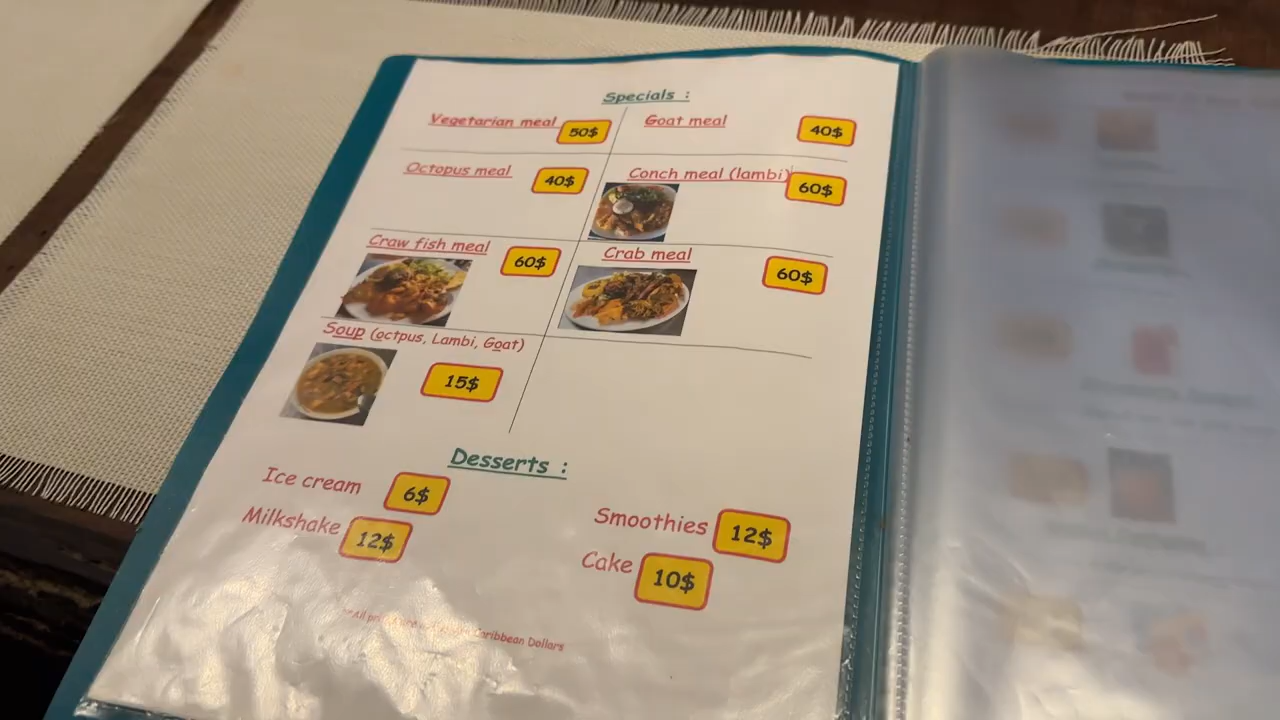 Specials :
Vegetarian meal 50$
Goat meal 40$
Octopus meal 40$
Conch meal (lambi) 60$
Craw fish meal 60$
Crab meal 60$
Soup (octpus, Lambi, Goat)
15$
Desserts :
Ice cream 6$
Milkshake 12$
Smoothies 12$
Cake 10$
All Caribbean Dollars